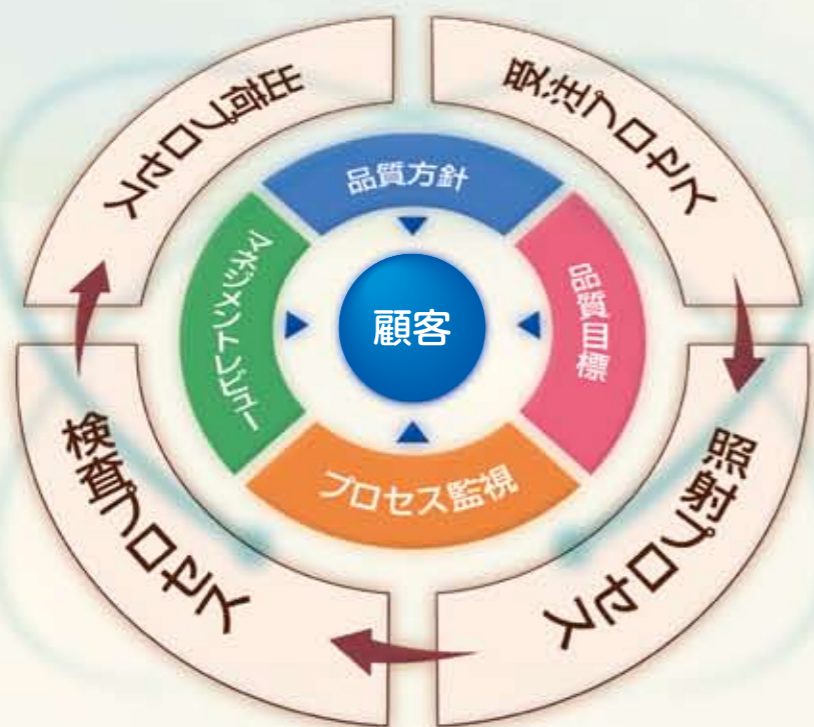 出荷プロセス
受注プロセス
品質方針
マネジメントレビュー
顧客
品質目標
プロセス監視
検査プロセス
照射プロセス